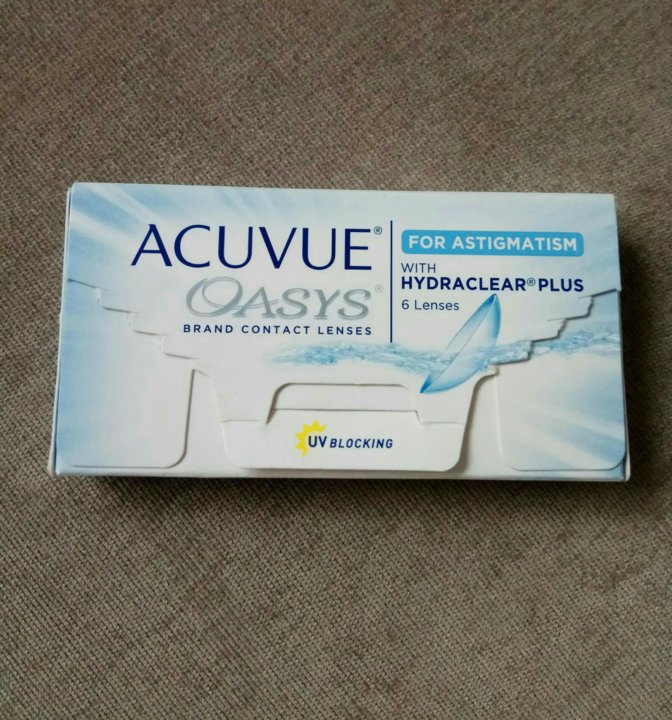 ACUVUE®
OASYS®
BRAND CONTACT LENSES
FOR ASTIGMATISM
WITH
HYDRACLEAR® PLUS
6 Lenses
UV BLOCKING